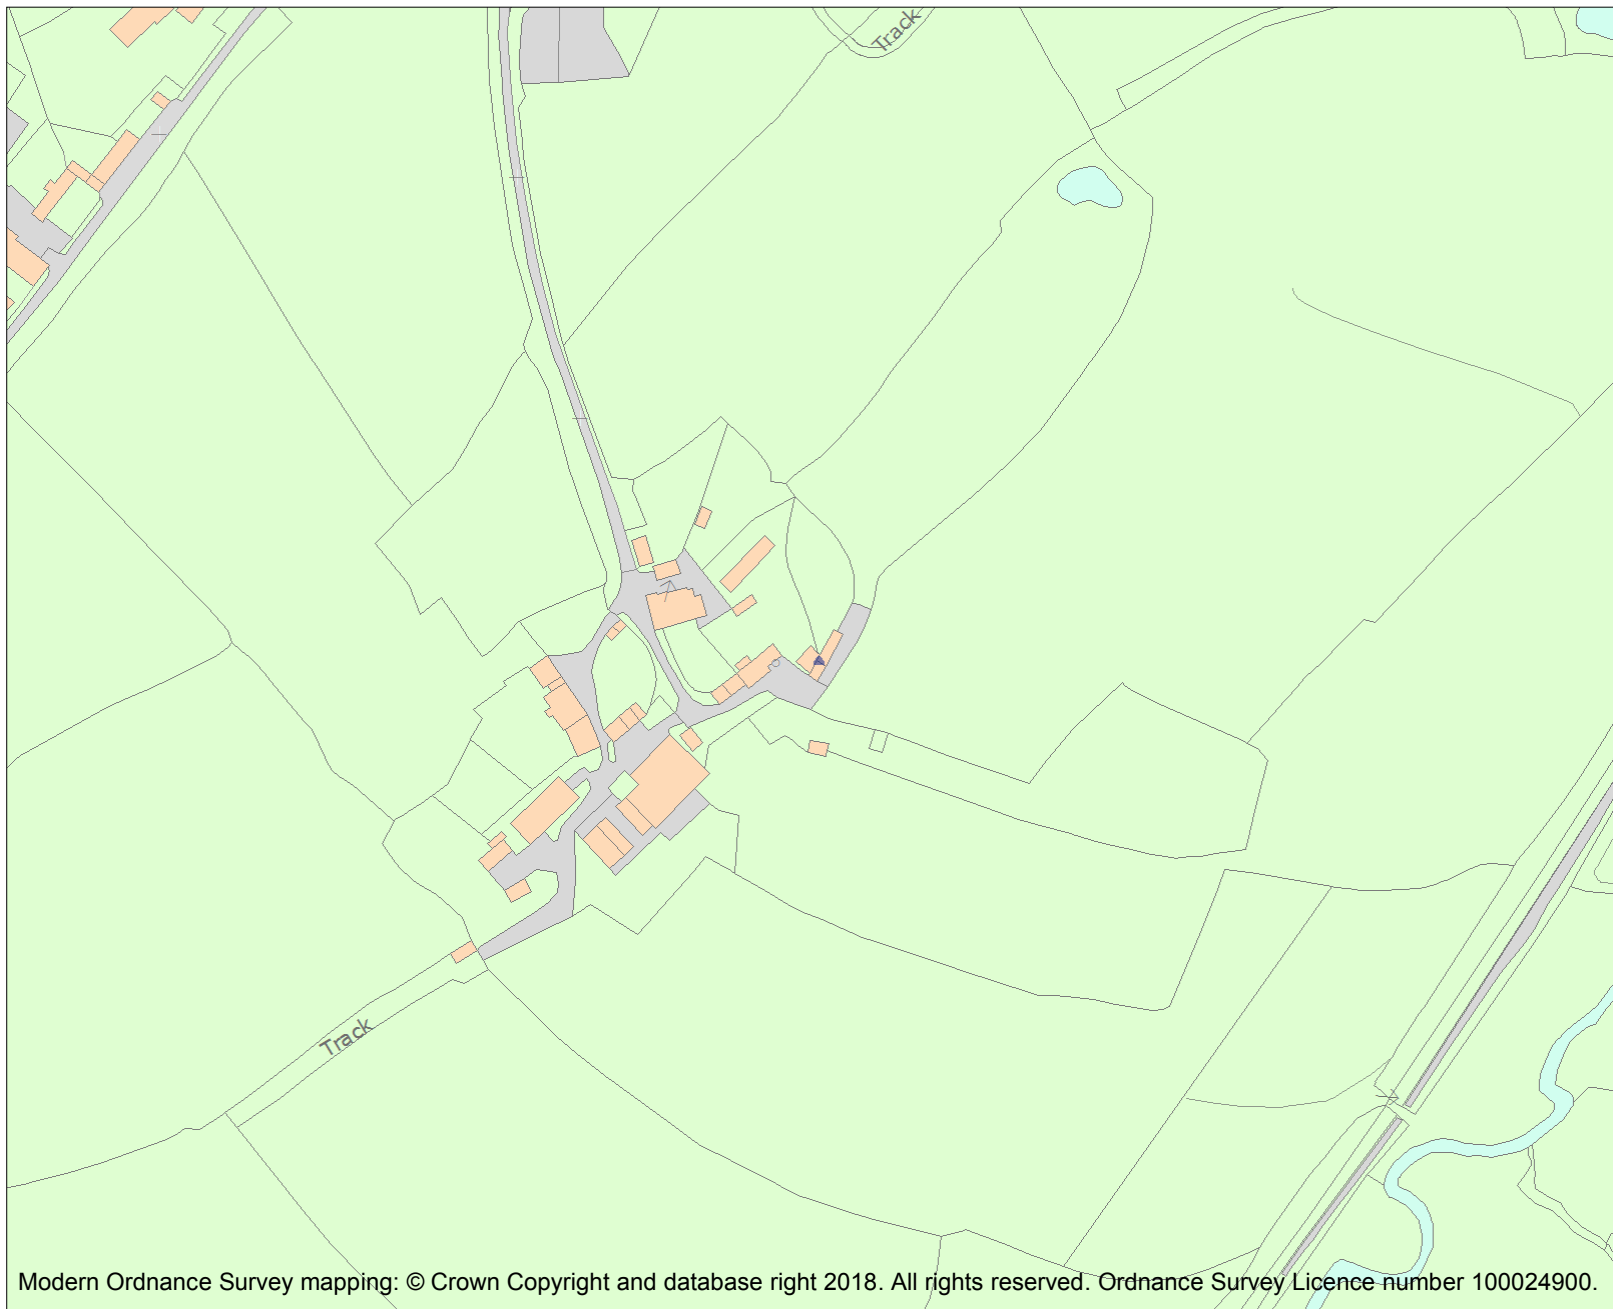 Track
Track
Modern Ordnance Survey mapping: © Crown Copyright and database right 2018. All rights reserved. Ordnance Survey Licence number 100024900.